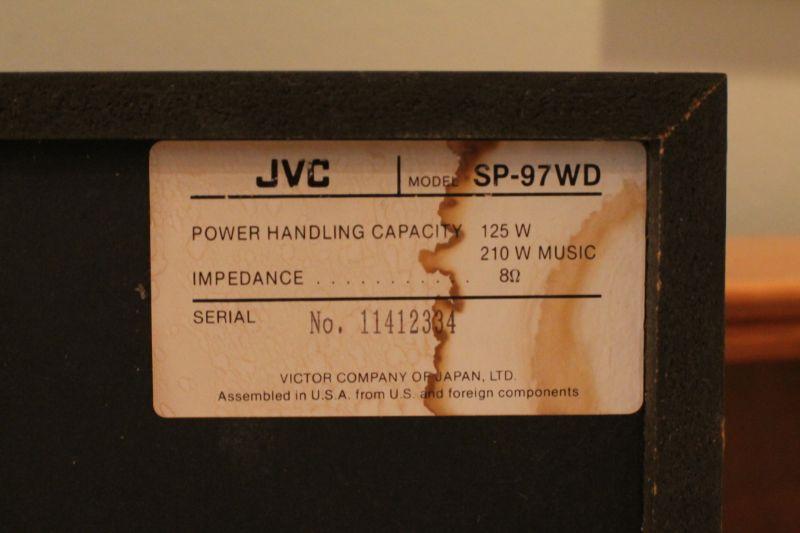 JVC MODEL SP-97WD
POWER HANDLING CAPACITY 125 W
210 W MUSIC
IMPEDANCE . . . . . . . . . . . 8Ω
SERIAL No. 11412334
VICTOR COMPANY OF JAPAN, LTD.
Assembled in U.S.A. from U.S. and foreign components